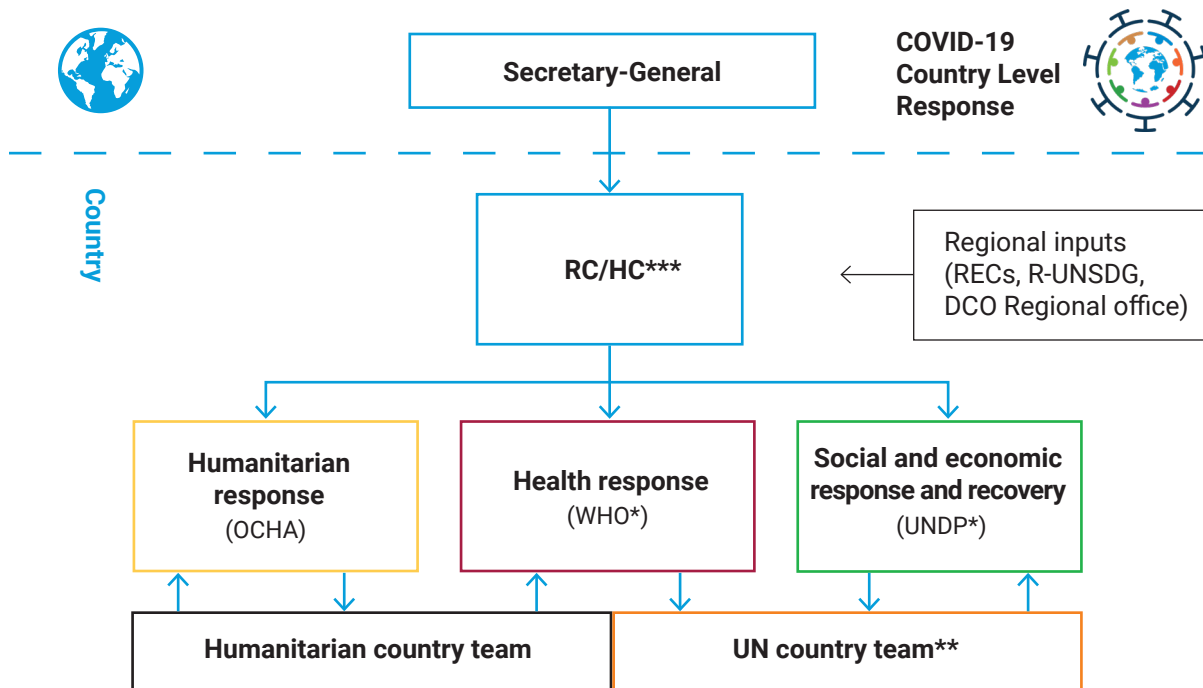 Secretary-General
COVID-19
Country Level
Response
Country
RC/HC***
Regional inputs
(RECs, R-UNSDG,
DCO Regional office)
Humanitarian
response
(OCHA)
Health response
(WHO*)
Social and economic
response and recovery
(UNDP*)
Humanitarian country team
UN country team**